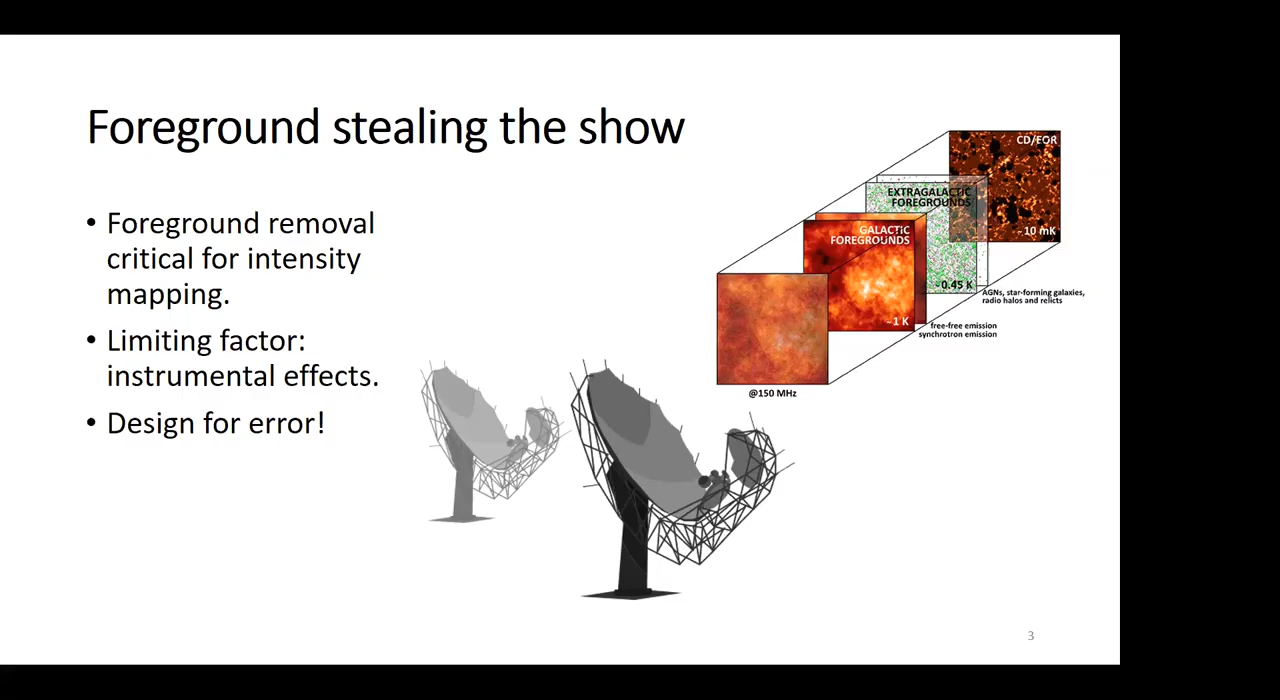 Foreground stealing the show
• Foreground removal
critical for intensity
mapping.
• Limiting factor:
instrumental effects.
• Design for error!
CD/EOR
~10 mK
EXTRAGALACTIC
FOREGROUNDS
~0.45 K
AGNs, star-forming galaxies,
radio halos and relicts
GALACTIC
FOREGROUNDS
~1 K
free-free emission
synchrotron emission
@150 MHz
3